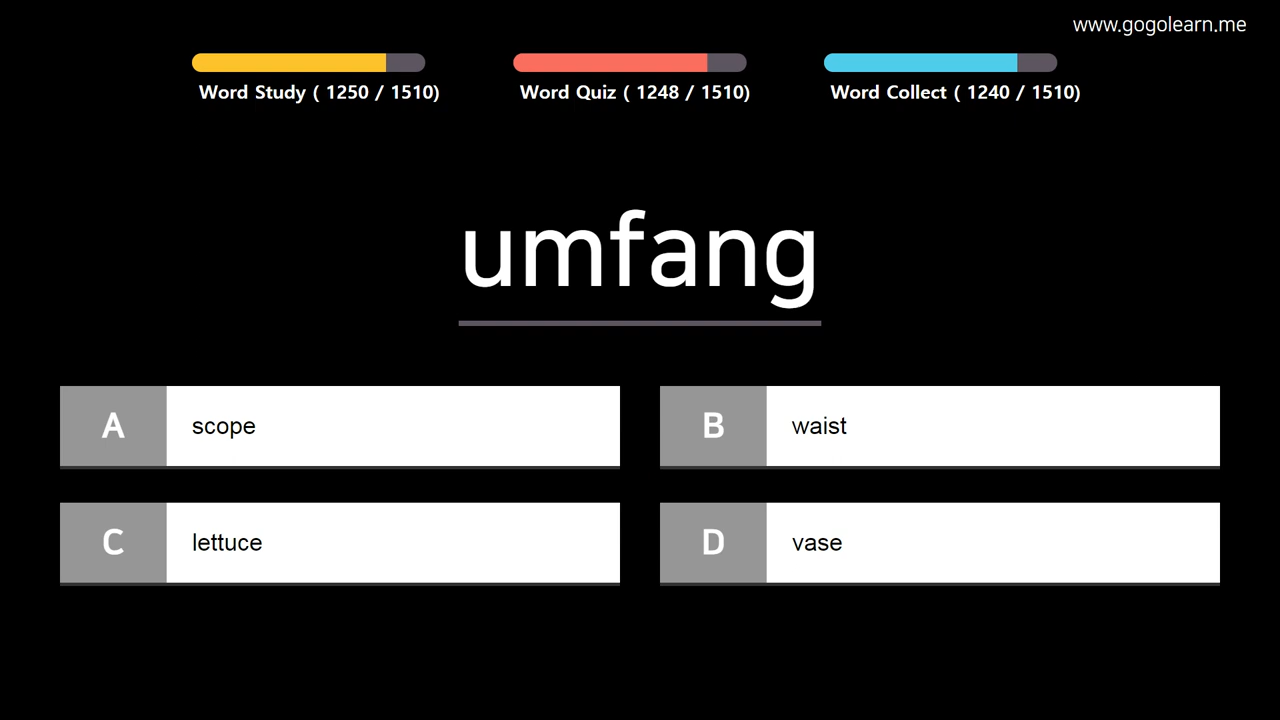 www.gogolearn.me
Word Study ( 1250 / 1510)
Word Quiz ( 1248 / 1510)
Word Collect ( 1240 / 1510)
umfang
A scope
B waist
C lettuce
D vase